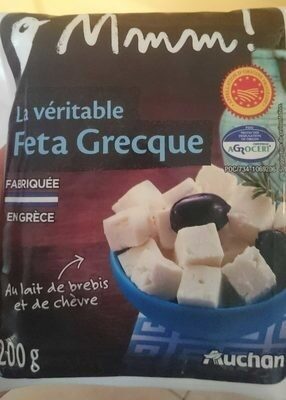 Mmm!
La véritable
Feta Grecque
FABRIQUÉE
EN GRÈCE
AGROCERT
Au lait de brebis
et de chèvre
200 g
Auchan